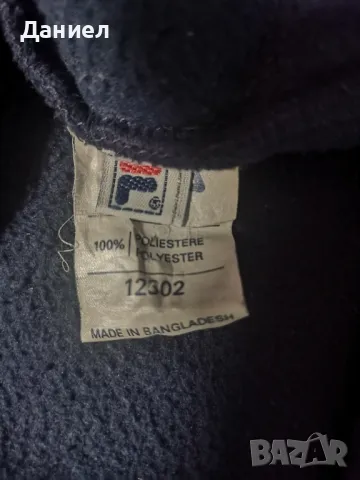 Даниел
100% POLIESTERE
POLYESTER
12302
MADE IN BANGLADESH
BAZAR